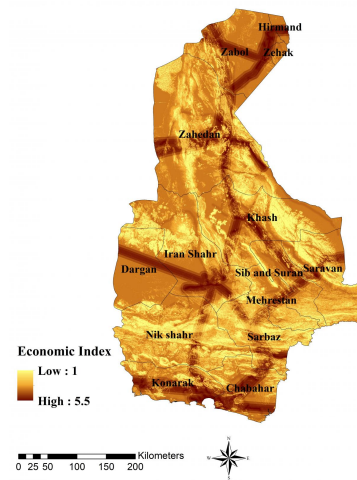 Hirmand
Zabol
Zehak
Zahedan
Khash
Iran Shahr
Dargan
Sib and Suran
Saravan
Mehrestan
Nik shahr
Sarbaz
Economic Index
Low : 1
High : 5.5
Konarak
Chabahar
Kilometers
0 25 50 100 150 200
N
W
E
S